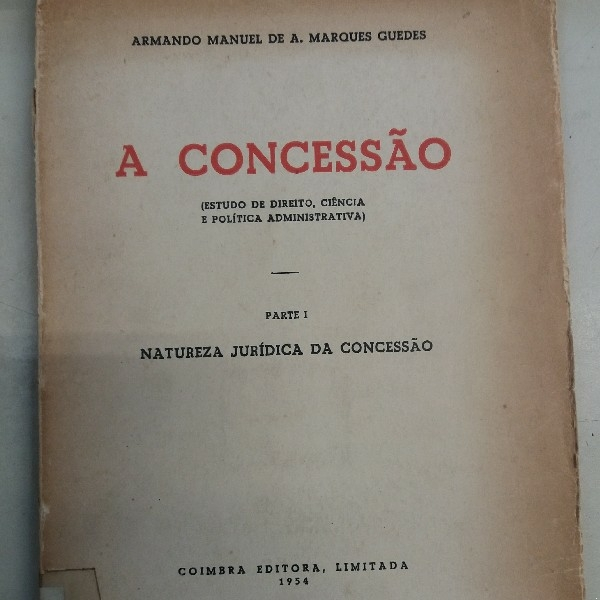 ARMANDO MANUEL DE A. MARQUES GUEDES
A CONCESSÃO
(ESTUDO DE DIREITO, CIÊNCIA
E POLÍTICA ADMINISTRATIVA)
PARTE I
NATUREZA JURÍDICA DA CONCESSÃO
COIMBRA EDITORA, LIMITADA
1954